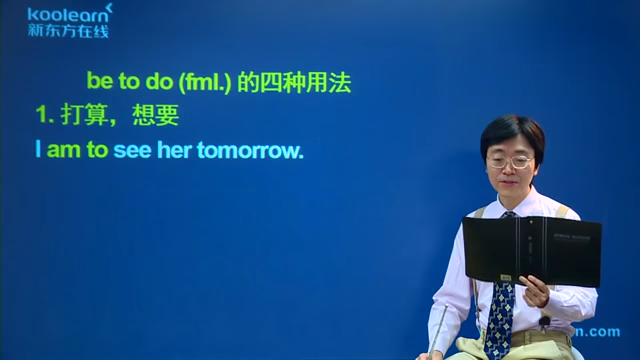 koolearn
新东方在线
be to do (fml.) 的四种用法
1. 打算，想要
I am to see her tomorrow.
n.com